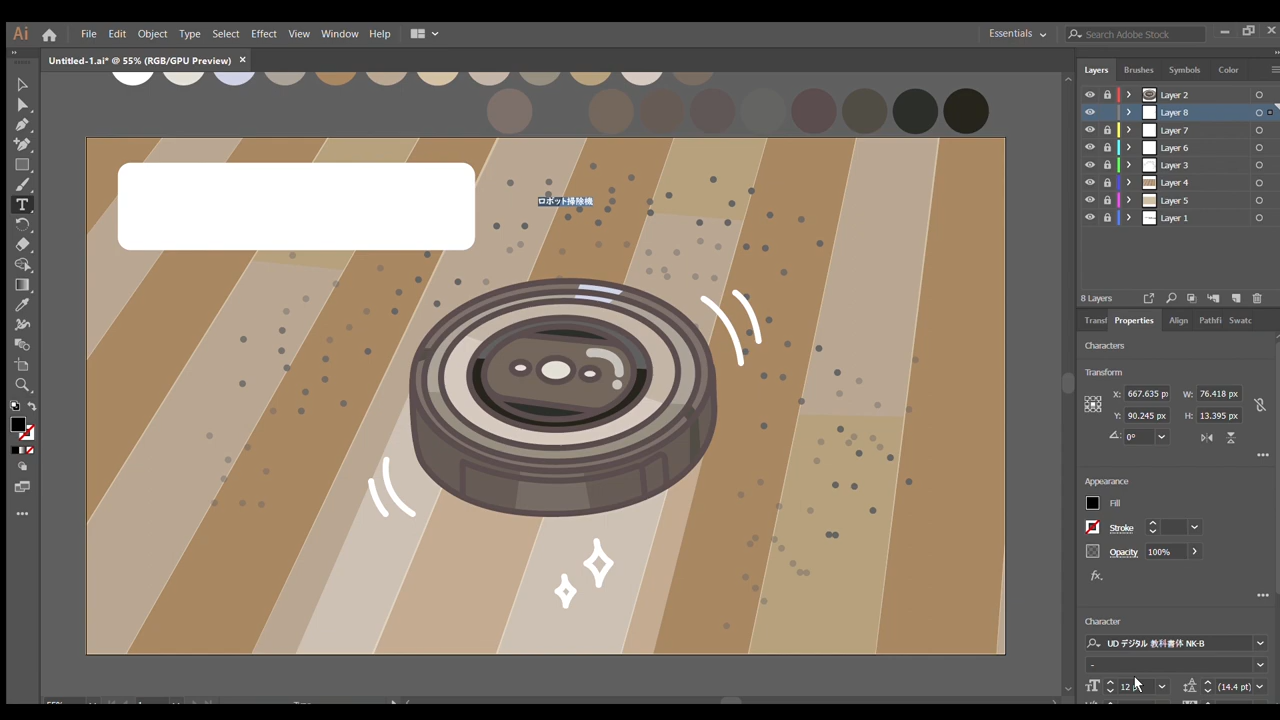 Ai File Edit Object Type Select Effect View Window Help Essentials Search Adobe Stock
Untitled-1.ai* @ 55% (RGB/GPU Preview)
Layers Brushes Symbols Color
Layer 2
Layer 8
Layer 7
Layer 6
Layer 3
Layer 4
Layer 5
Layer 1
8 Layers
ロボット掃除機
Transf Properties Align Pathfi Swatc
Characters
Transform
X: 667.635 p W: 76.418 px
Y: 90.245 px H: 13.395 px
0°
Appearance
Fill
Stroke
Opacity 100%
fx.
Character
UD デジタル 教科書体 NK-B
-
12 (14.4 pt)